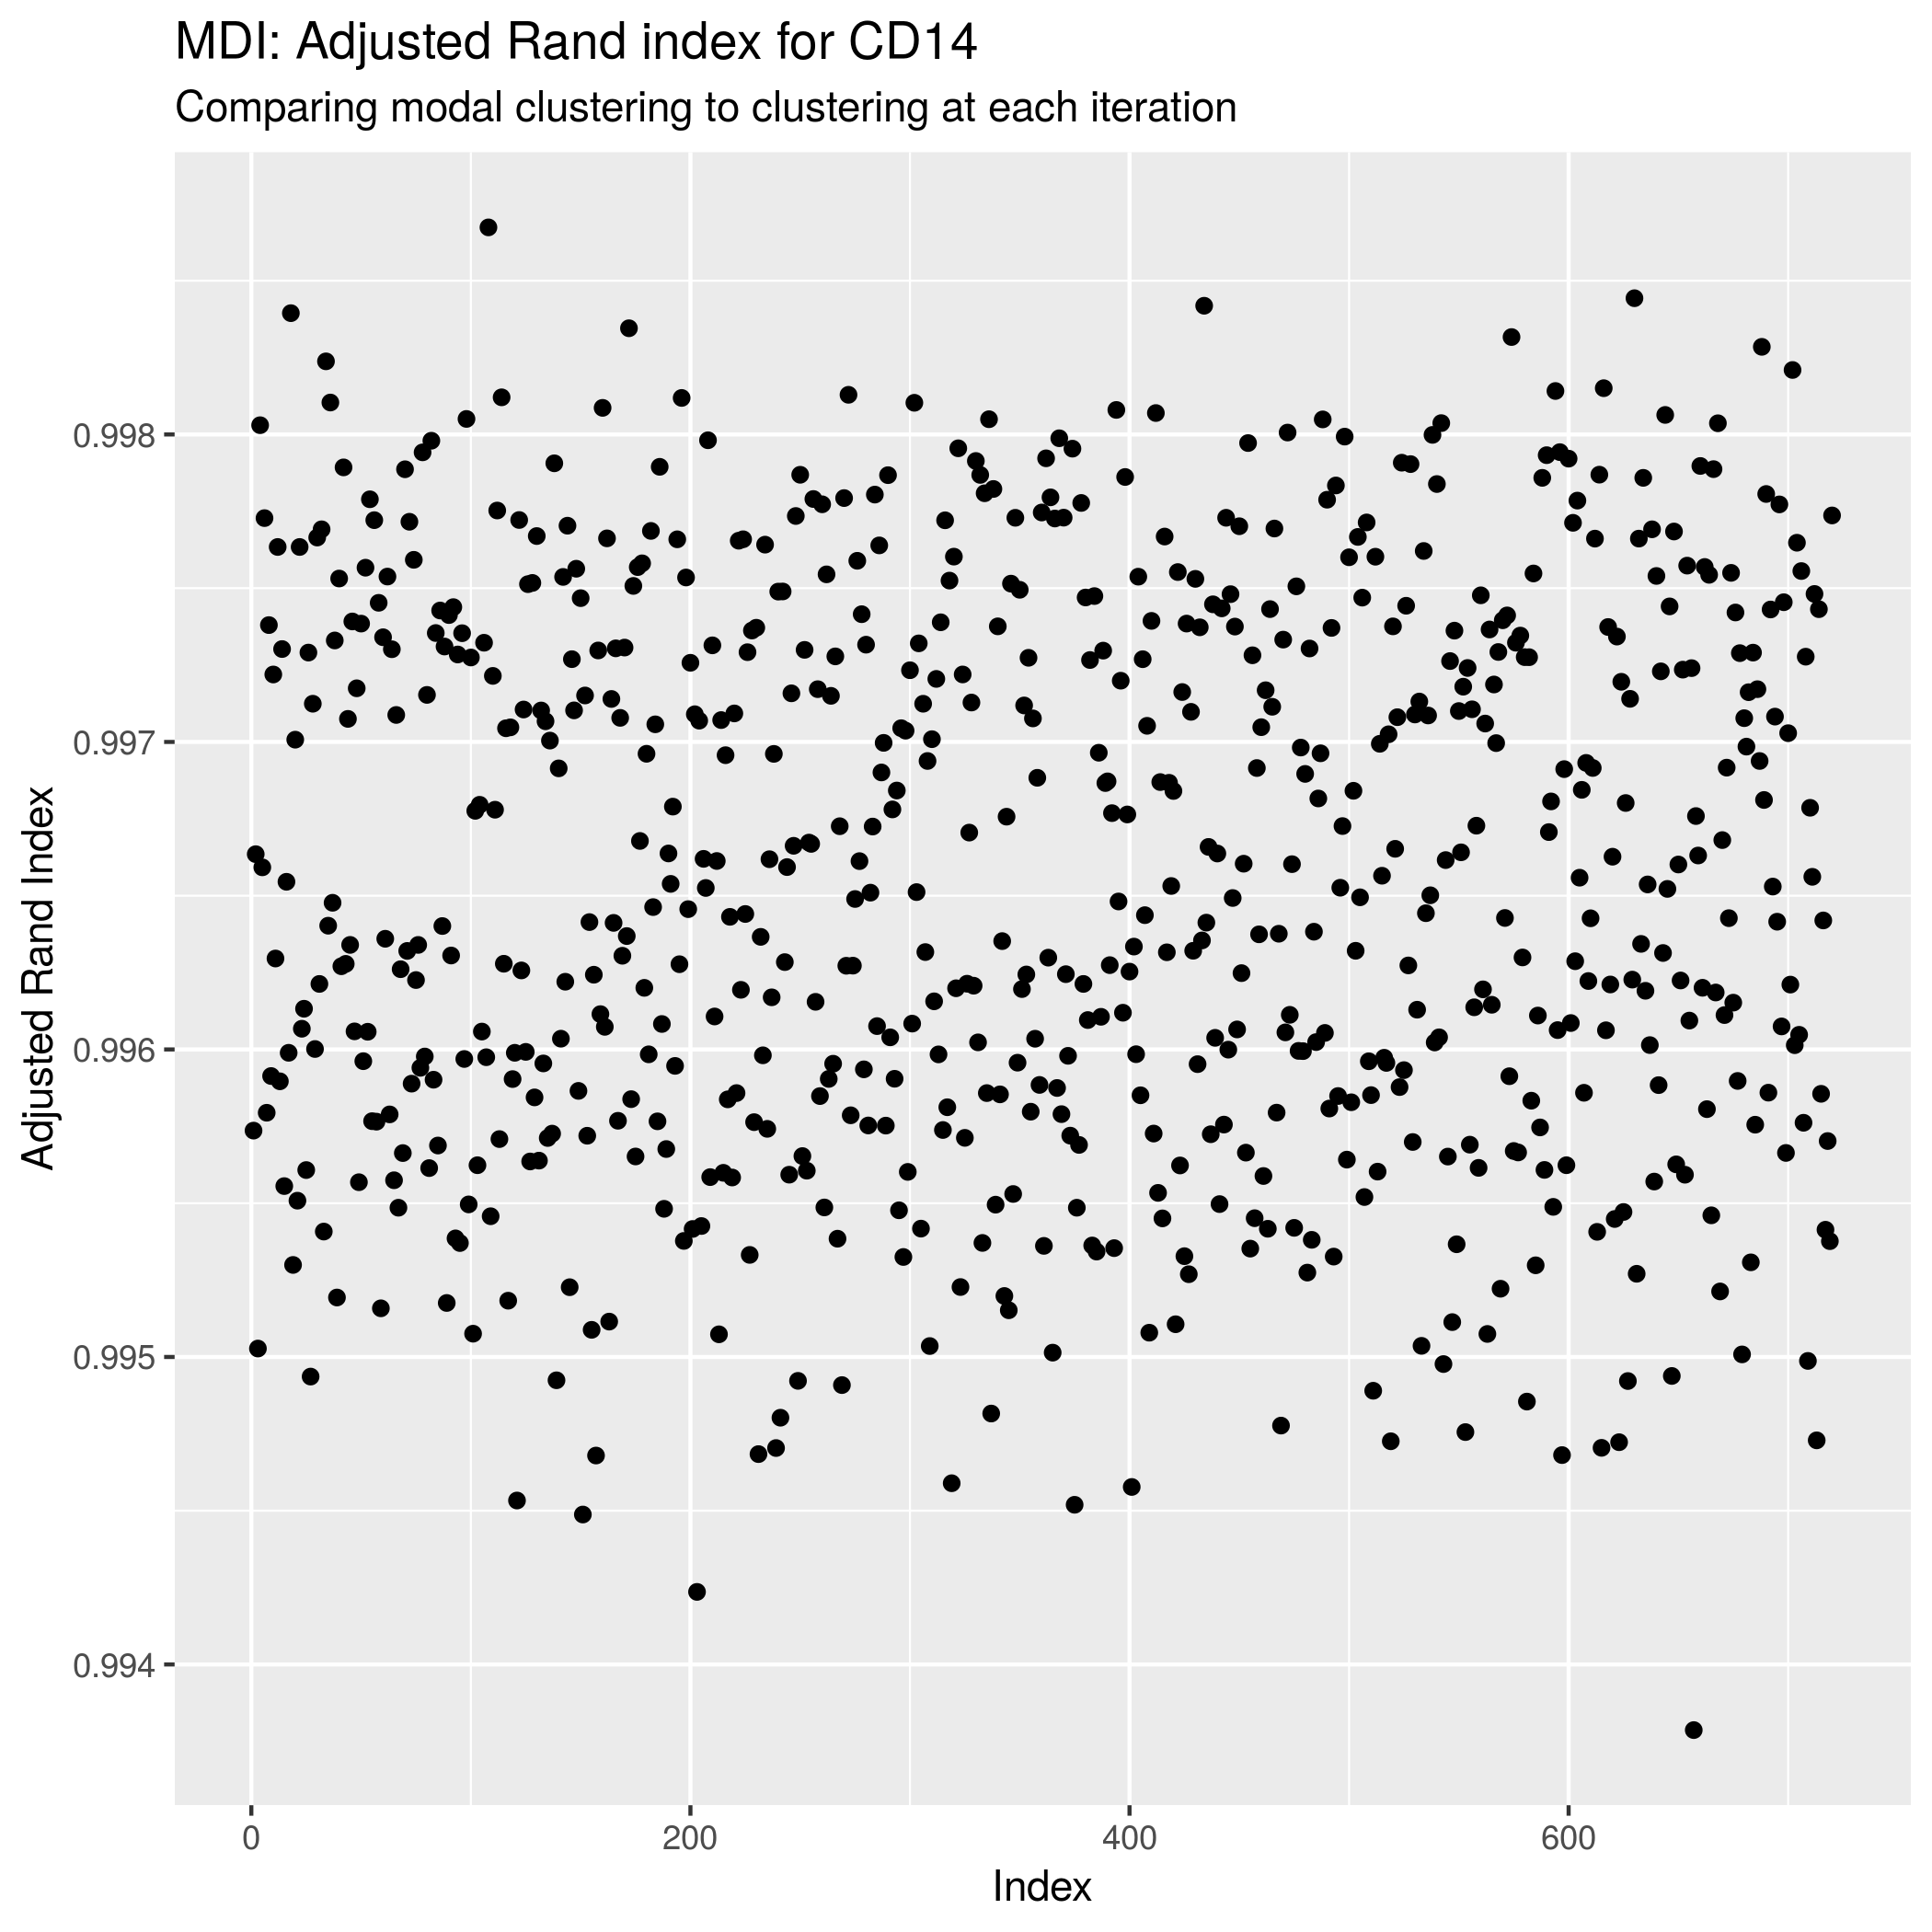 MDI: Adjusted Rand index for CD14
Comparing modal clustering to clustering at each iteration
Adjusted Rand Index
0.998
0.997
0.996
0.995
0.994
0
200
400
600
Index